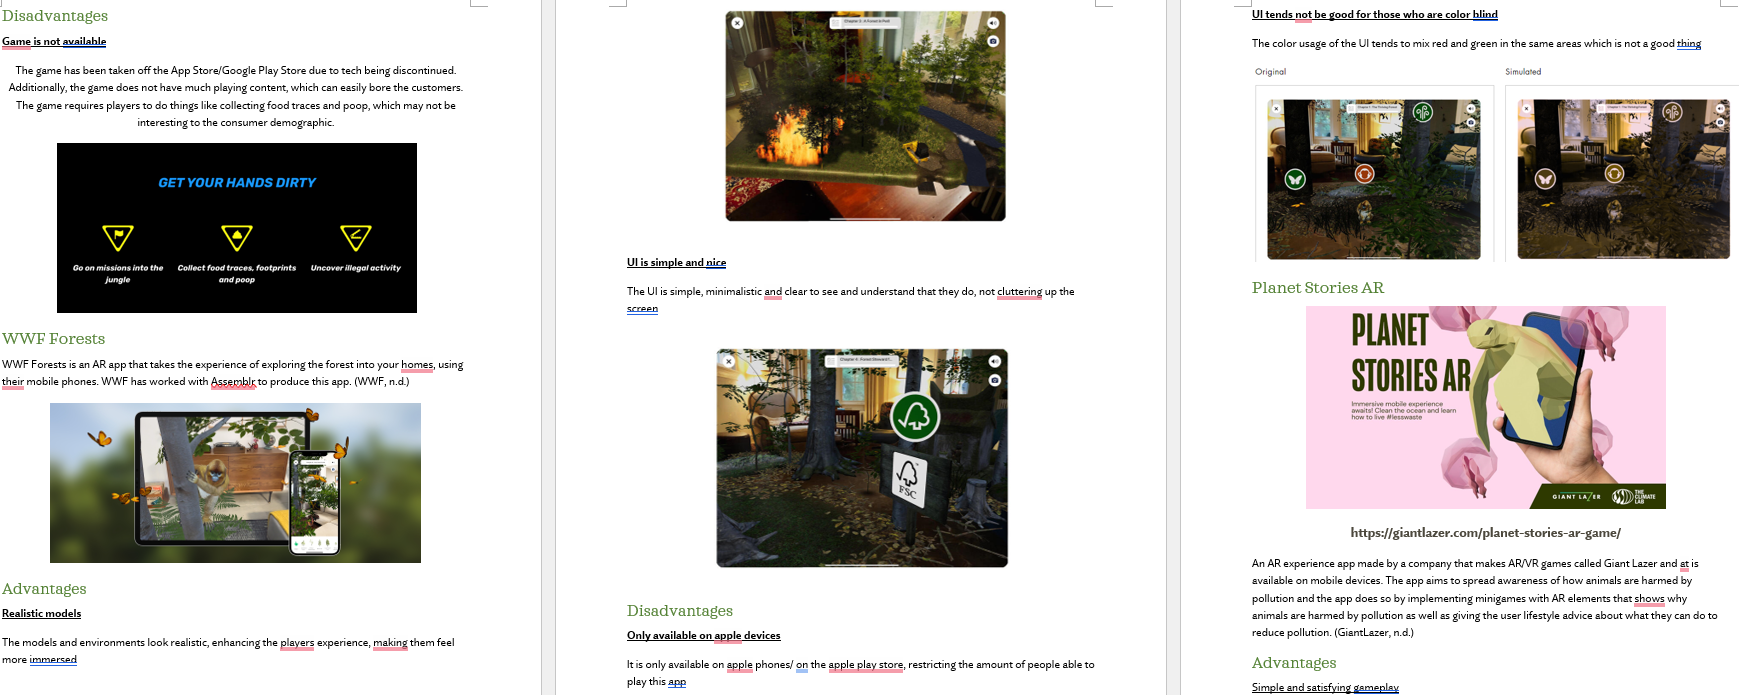 Disadvantages
Game is not available
The game has been taken off the App Store/Google Play Store due to tech being discontinued.
Additionally, the game does not have much playing content, which can easily bore the customers.
The game requires players to do things like collecting food traces and poop, which may not be
interesting to the consumer demographic.
GET YOUR HANDS DIRTY
Go on missions into the
jungle
Collect food traces, footprints
and poop
Uncover illegal activity
WWF Forests
WWF Forests is an AR app that takes the experience of exploring the forest into your homes, using
their mobile phones. WWF has worked with Assemblr to produce this app. (WWF, n.d.)
Advantages
Realistic models
The models and environments look realistic, enhancing the players experience, making them feel
more immersed
UI is simple and nice
The UI is simple, minimalistic and clear to see and understand that they do, not cluttering up the
screen
FSC
Disadvantages
Only available on apple devices
It is only available on apple phones/ on the apple play store, restricting the amount of people able to
play this app
UI tends not be good for those who are color blind
The color usage of the UI tends to mix red and green in the same areas which is not a good thing
Original
Simulated
Planet Stories AR
PLANET
STORIES AR
Immersive mobile experience
awaits! Clean the ocean and learn
how to live #lesswaste
GIANT LAZER
THE
CLIMATE
LAB
https://giantlazer.com/planet-stories-ar-game/
An AR experience app made by a company that makes AR/VR games called Giant Lazer and at is
available on mobile devices. The app aims to spread awareness of how animals are harmed by
pollution and the app does so by implementing minigames with AR elements that shows why
animals are harmed by pollution as well as giving the user lifestyle advice about what they can do to
reduce pollution. (GiantLazer, n.d.)
Advantages
Simple and satisfying gameplay